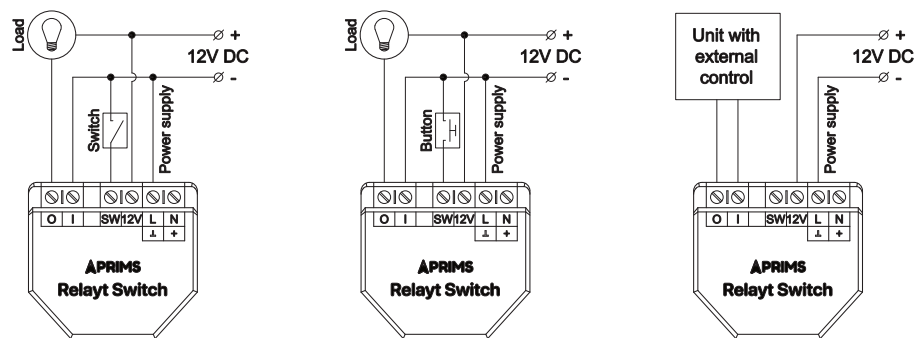 Load
+
12V DC
-
Switch
Power supply
O I SW 12V L N
⊥ +
APRIMS
Relayt Switch
Load
+
12V DC
-
Button
Power supply
O I SW 12V L N
⊥ +
APRIMS
Relayt Switch
Unit with
external
control
+
12V DC
-
Power supply
O I SW 12V L N
⊥ +
APRIMS
Relayt Switch